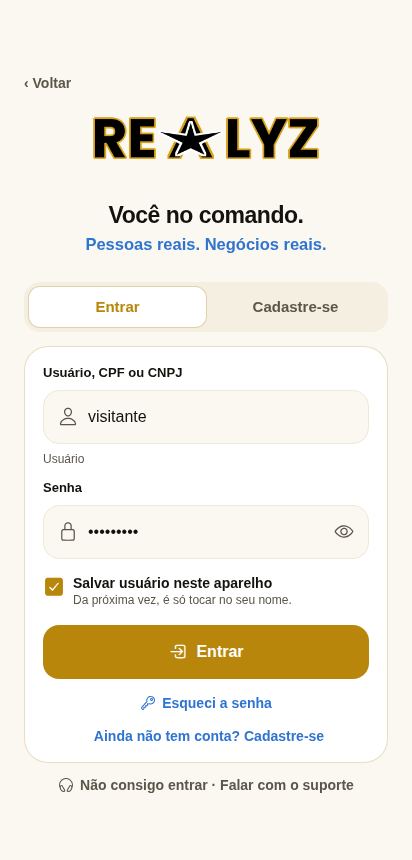 ‹ Voltar
RE★LYZ
Você no comando.
Pessoas reais. Negócios reais.
Entrar
Cadastre-se
Usuário, CPF ou CNPJ
visitante
Usuário
Senha
•••••••••
Salvar usuário neste aparelho
Da próxima vez, é só tocar no seu nome.
Entrar
Esqueci a senha
Ainda não tem conta? Cadastre-se
Não consigo entrar · Falar com o suporte